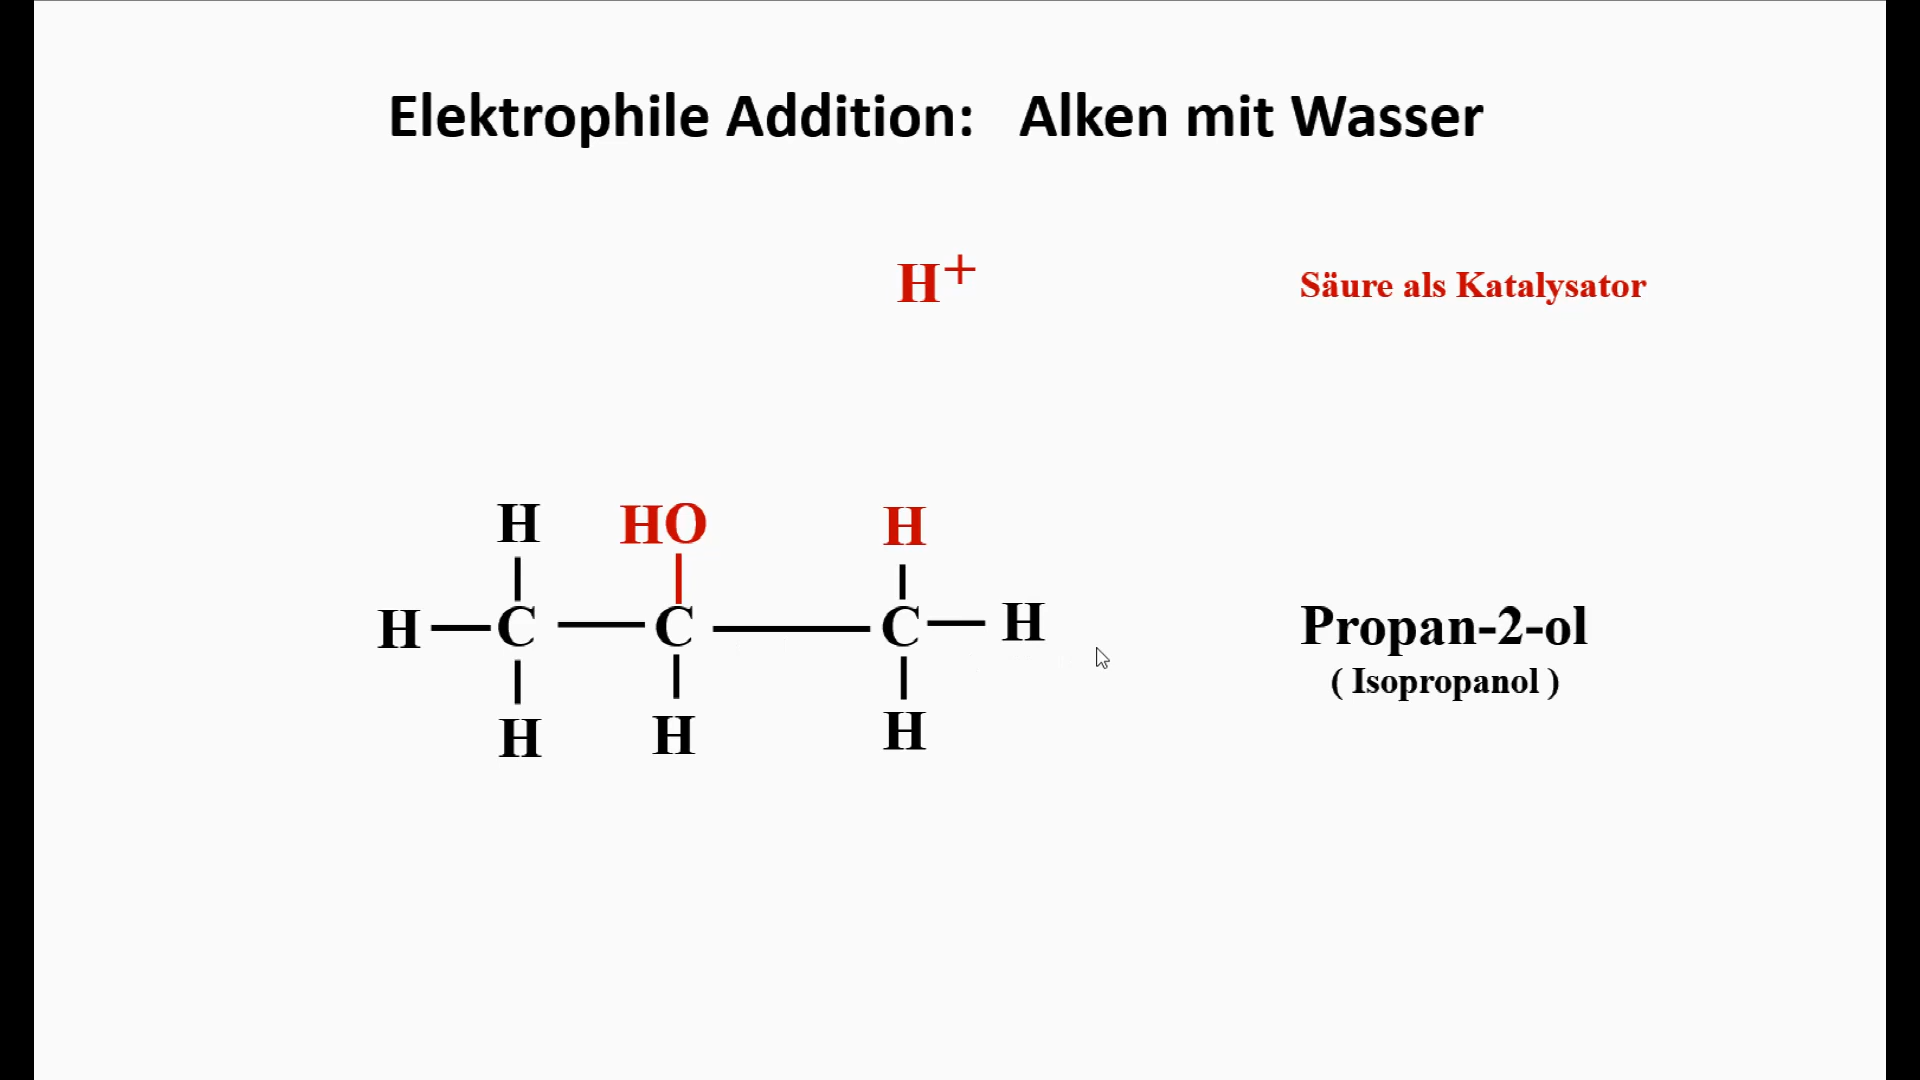 Elektrophile Addition: Alken mit Wasser
H+ Säure als Katalysator
H HO H
H C C C H Propan-2-ol
( Isopropanol )
H H H